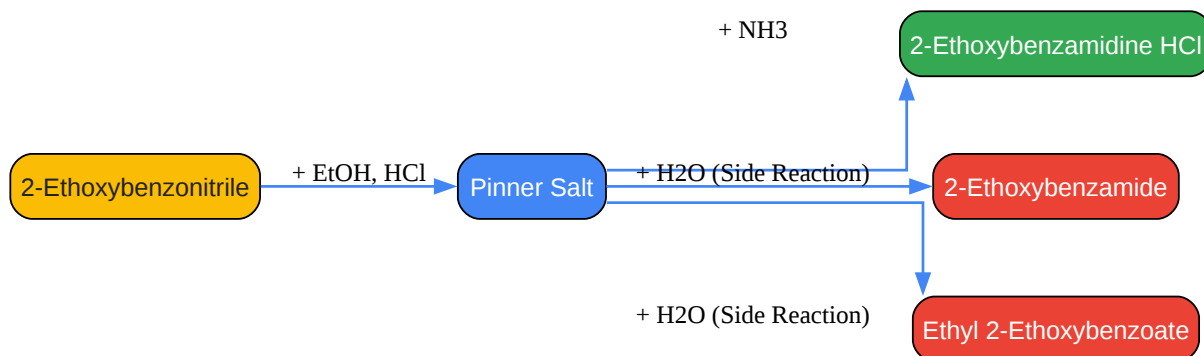 + NH3
2-Ethoxybenzamidine HCl
2-Ethoxybenzonitrile
+ EtOH, HCl
Pinner Salt
+ H2O (Side Reaction)
2-Ethoxybenzamide
+ H2O (Side Reaction)
Ethyl 2-Ethoxybenzoate